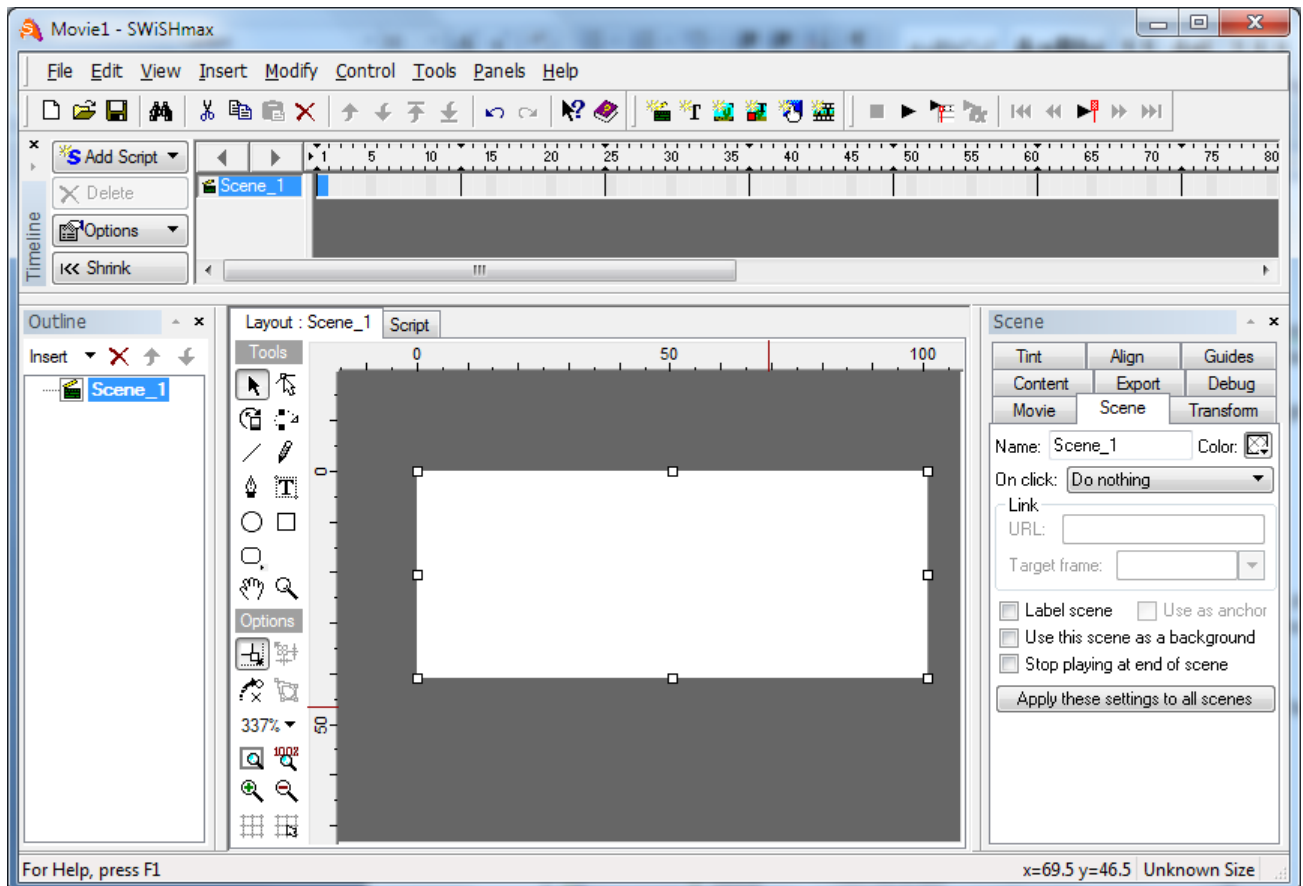 Movie1 - SWiSHmax
File Edit View Insert Modify Control Tools Panels Help
Add Script
1 5 10 15 20 25 30 35 40 45 50 55 60 65 70 75 80
Scene_1
Delete
Options
Shrink
Timeline
Outline
Insert
Scene_1
Layout : Scene_1 Script
Tools
0 50 100
0
50
Options
337%
100%
Scene
Tint Align Guides
Content Export Debug
Movie Scene Transform
Name: Scene_1 Color:
On click: Do nothing
Link
URL:
Target frame:
Label scene Use as anchor
Use this scene as a background
Stop playing at end of scene
Apply these settings to all scenes
For Help, press F1 x=69.5 y=46.5 Unknown Size